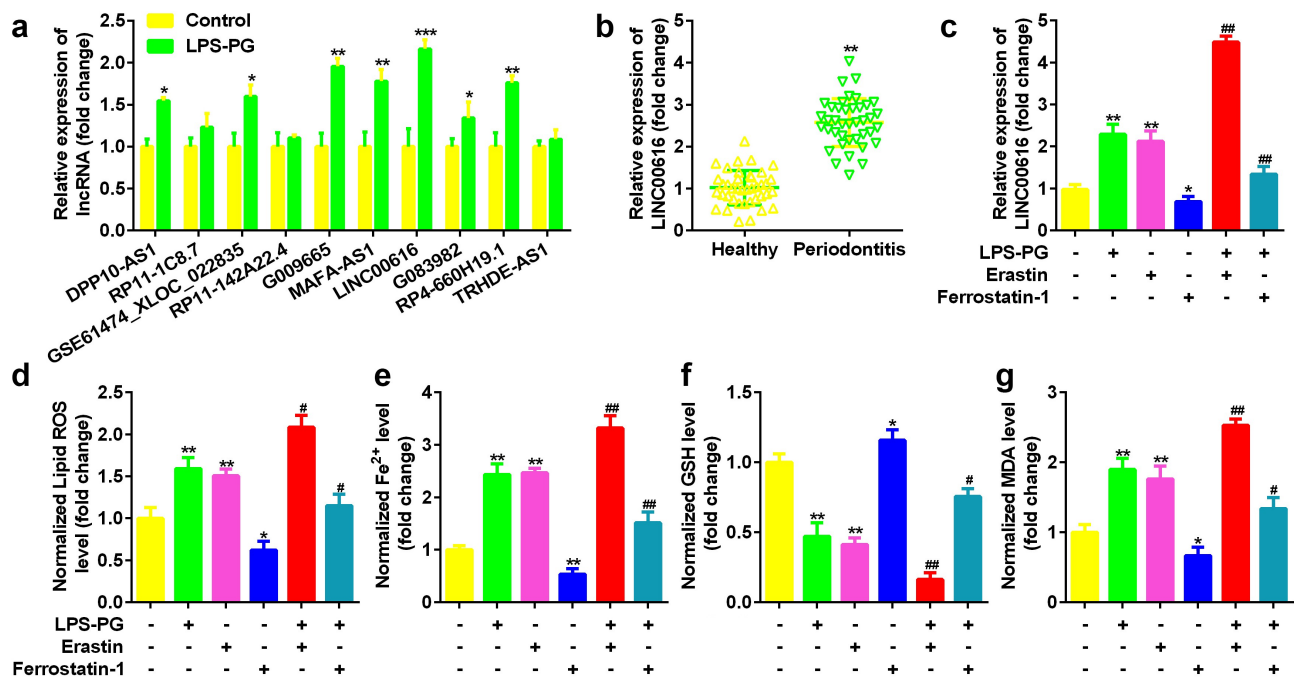 a
Control
LPS-PG
Relative expression of
lncRNA (fold change)
2.5
2.0
1.5
1.0
0.5
0.0
*
*
**
**
***
*
**
DPP10-AS1
RP11-1C8.7
GSE61474_XLOC_022835
RP11-142A22.4
G009665
MAFA-AS1
LINC00616
G083982
RP4-660H19.1
TRHDE-AS1
b
Relative expression of
LINC00616 (fold change)
5
4
3
2
1
0
**
Healthy Periodontitis
c
Relative expression of
LINC00616 (fold change)
5
4
3
2
1
0
** ** * ## ##
LPS-PG - + - - + +
Erastin - - + - + -
Ferrostatin-1 - - - + - +
d
Normalized Lipid ROS
level (fold change)
2.5
2.0
1.5
1.0
0.5
0.0
** ** * # #
LPS-PG - + - - + +
Erastin - - + - + -
Ferrostatin-1 - - - + - +
e
Normalized Fe2+ level
(fold change)
4
3
2
1
0
** ** ** ## ##
- + - - + +
- - + - + -
- - - + - +
f
Normalized GSH level
(fold change)
1.5
1.0
0.5
0.0
** ** * ## #
- + - - + +
- - + - + -
- - - + - +
g
Normalized MDA level
(fold change)
3
2
1
0
** ** * ## #
- + - - + +
- - + - + -
- - - + - +